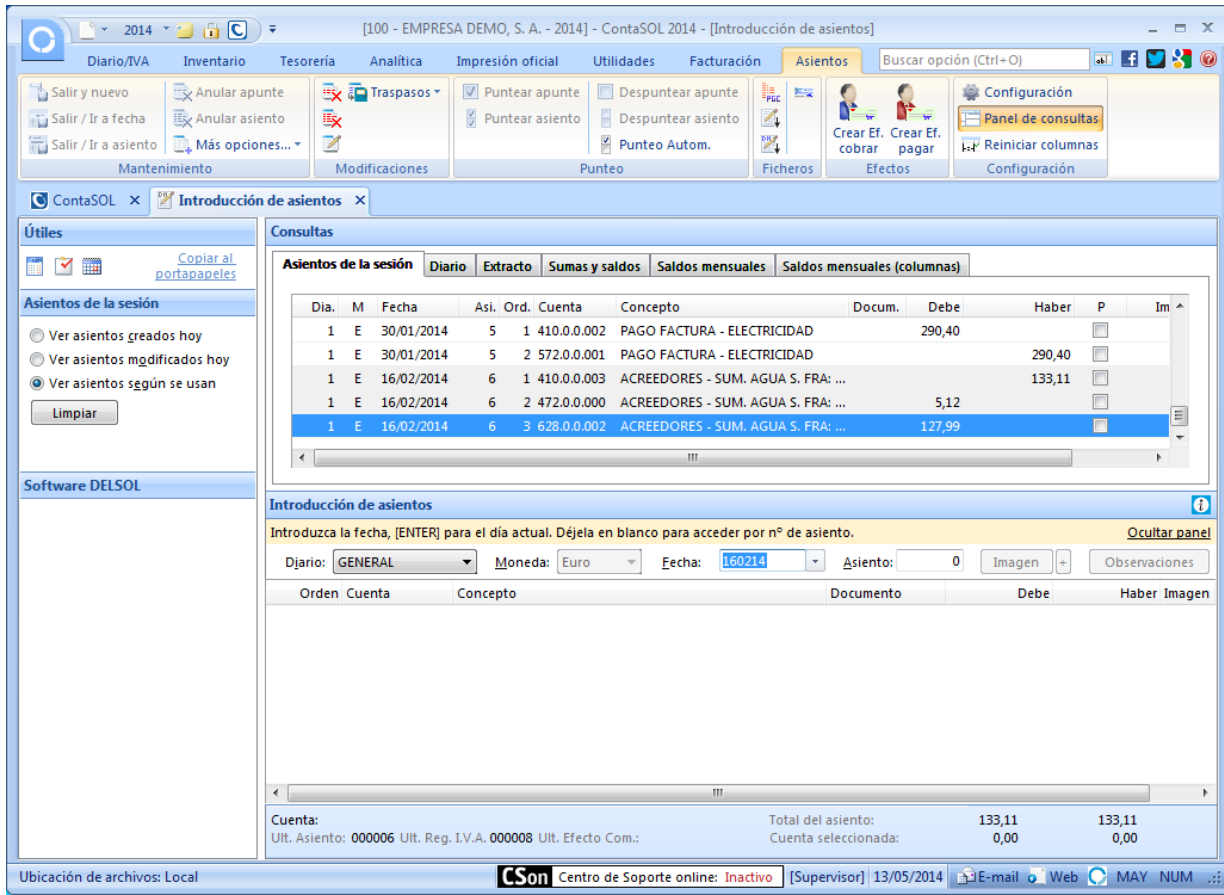 2014 [100 - EMPRESA DEMO, S. A. - 2014] - ContaSOL 2014 - [Introducción de asientos]
Diario/IVA Inventario Tesorería Analítica Impresión oficial Utilidades Facturación Asientos Buscar opción (Ctrl+O)
Salir y nuevo Anular apunte Traspasos Puntear apunte Despuntear apunte Configuración
Salir / Ir a fecha Anular asiento Puntear asiento Despuntear asiento Panel de consultas
Salir / Ir a asiento Más opciones... Punteo Autom. Crear Ef. cobrar Crear Ef. pagar Reiniciar columnas
Mantenimiento Modificaciones Punteo Ficheros Efectos Configuración
ContaSOL Introducción de asientos
Útiles
Copiar al
portapapeles
Asientos de la sesión
Ver asientos creados hoy
Ver asientos modificados hoy
Ver asientos según se usan
Limpiar
Software DELSOL
Consultas
Asientos de la sesión Diario Extracto Sumas y saldos Saldos mensuales Saldos mensuales (columnas)
Dia. M Fecha Asi. Ord. Cuenta Concepto Docum. Debe Haber P Im
1 E 30/01/2014 5 1 410.0.0.002 PAGO FACTURA - ELECTRICIDAD 290,40
1 E 30/01/2014 5 2 572.0.0.001 PAGO FACTURA - ELECTRICIDAD 290,40
1 E 16/02/2014 6 1 410.0.0.003 ACREEDORES - SUM. AGUA S. FRA: ... 133,11
1 E 16/02/2014 6 2 472.0.0.000 ACREEDORES - SUM. AGUA S. FRA: ... 5,12
1 E 16/02/2014 6 3 628.0.0.002 ACREEDORES - SUM. AGUA S. FRA: ... 127,99
Introducción de asientos
Introduzca la fecha, [ENTER] para el día actual. Déjela en blanco para acceder por nº de asiento. Ocultar panel
Diario: GENERAL Moneda: Euro Fecha: 160214 Asiento: 0 Imagen + Observaciones
Orden Cuenta Concepto Documento Debe Haber Imagen
Cuenta: Total del asiento: 133,11 133,11
Ult. Asiento: 000006 Ult. Reg. I.V.A. 000008 Ult. Efecto Com.: Cuenta seleccionada: 0,00 0,00
Ubicación de archivos: Local CSon Centro de Soporte online: Inactivo [Supervisor] 13/05/2014 E-mail Web MAY NUM